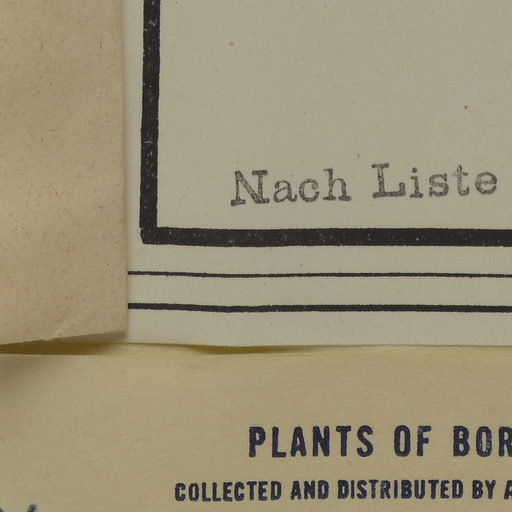 Nach Liste
PLANTS OF BOR
COLLECTED AND DISTRIBUTED BY A